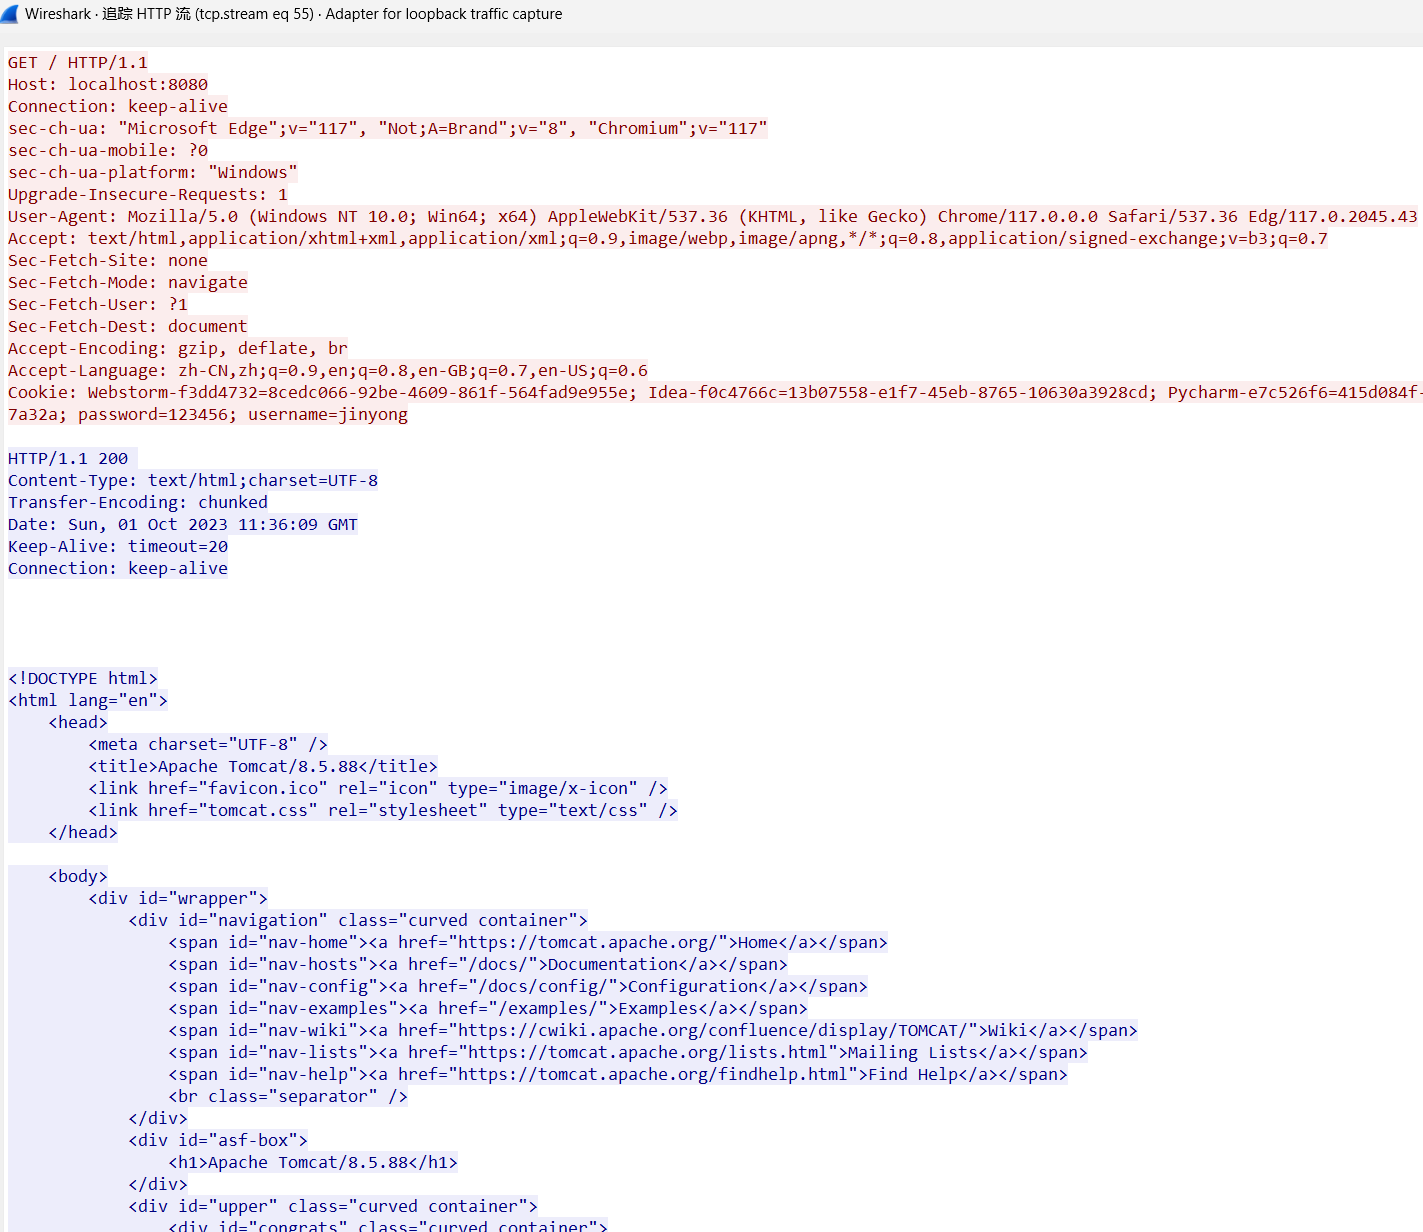 Wireshark · 追踪 HTTP 流 (tcp.stream eq 55) · Adapter for loopback traffic capture
GET / HTTP/1.1
Host: localhost:8080
Connection: keep-alive
sec-ch-ua: "Microsoft Edge";v="117", "Not;A=Brand";v="8", "Chromium";v="117"
sec-ch-ua-mobile: ?0
sec-ch-ua-platform: "Windows"
Upgrade-Insecure-Requests: 1
User-Agent: Mozilla/5.0 (Windows NT 10.0; Win64; x64) AppleWebKit/537.36 (KHTML, like Gecko) Chrome/117.0.0.0 Safari/537.36 Edg/117.0.2045.43
Accept: text/html,application/xhtml+xml,application/xml;q=0.9,image/webp,image/apng,*/*;q=0.8,application/signed-exchange;v=b3;q=0.7
Sec-Fetch-Site: none
Sec-Fetch-Mode: navigate
Sec-Fetch-User: ?1
Sec-Fetch-Dest: document
Accept-Encoding: gzip, deflate, br
Accept-Language: zh-CN,zh;q=0.9,en;q=0.8,en-GB;q=0.7,en-US;q=0.6
Cookie: Webstorm-f3dd4732=8cedc066-92be-4609-861f-564fad9e955e; Idea-f0c4766c=13b07558-e1f7-45eb-8765-10630a3928cd; Pycharm-e7c526f6=415d084f-
7a32a; password=123456; username=jinyong
HTTP/1.1 200
Content-Type: text/html;charset=UTF-8
Transfer-Encoding: chunked
Date: Sun, 01 Oct 2023 11:36:09 GMT
Keep-Alive: timeout=20
Connection: keep-alive
<!DOCTYPE html>
<html lang="en">
    <head>
        <meta charset="UTF-8" />
        <title>Apache Tomcat/8.5.88</title>
        <link href="favicon.ico" rel="icon" type="image/x-icon" />
        <link href="tomcat.css" rel="stylesheet" type="text/css" />
    </head>
    <body>
        <div id="wrapper">
            <div id="navigation" class="curved container">
                <span id="nav-home"><a href="https://tomcat.apache.org/">Home</a></span>
                <span id="nav-hosts"><a href="/docs/">Documentation</a></span>
                <span id="nav-config"><a href="/docs/config/">Configuration</a></span>
                <span id="nav-examples"><a href="/examples/">Examples</a></span>
                <span id="nav-wiki"><a href="https://cwiki.apache.org/confluence/display/TOMCAT/">Wiki</a></span>
                <span id="nav-lists"><a href="https://tomcat.apache.org/lists.html">Mailing Lists</a></span>
                <span id="nav-help"><a href="https://tomcat.apache.org/findhelp.html">Find Help</a></span>
                <br class="separator" />
            </div>
            <div id="asf-box">
                <h1>Apache Tomcat/8.5.88</h1>
            </div>
            <div id="upper" class="curved container">
                <div id="congrats" class="curved container">